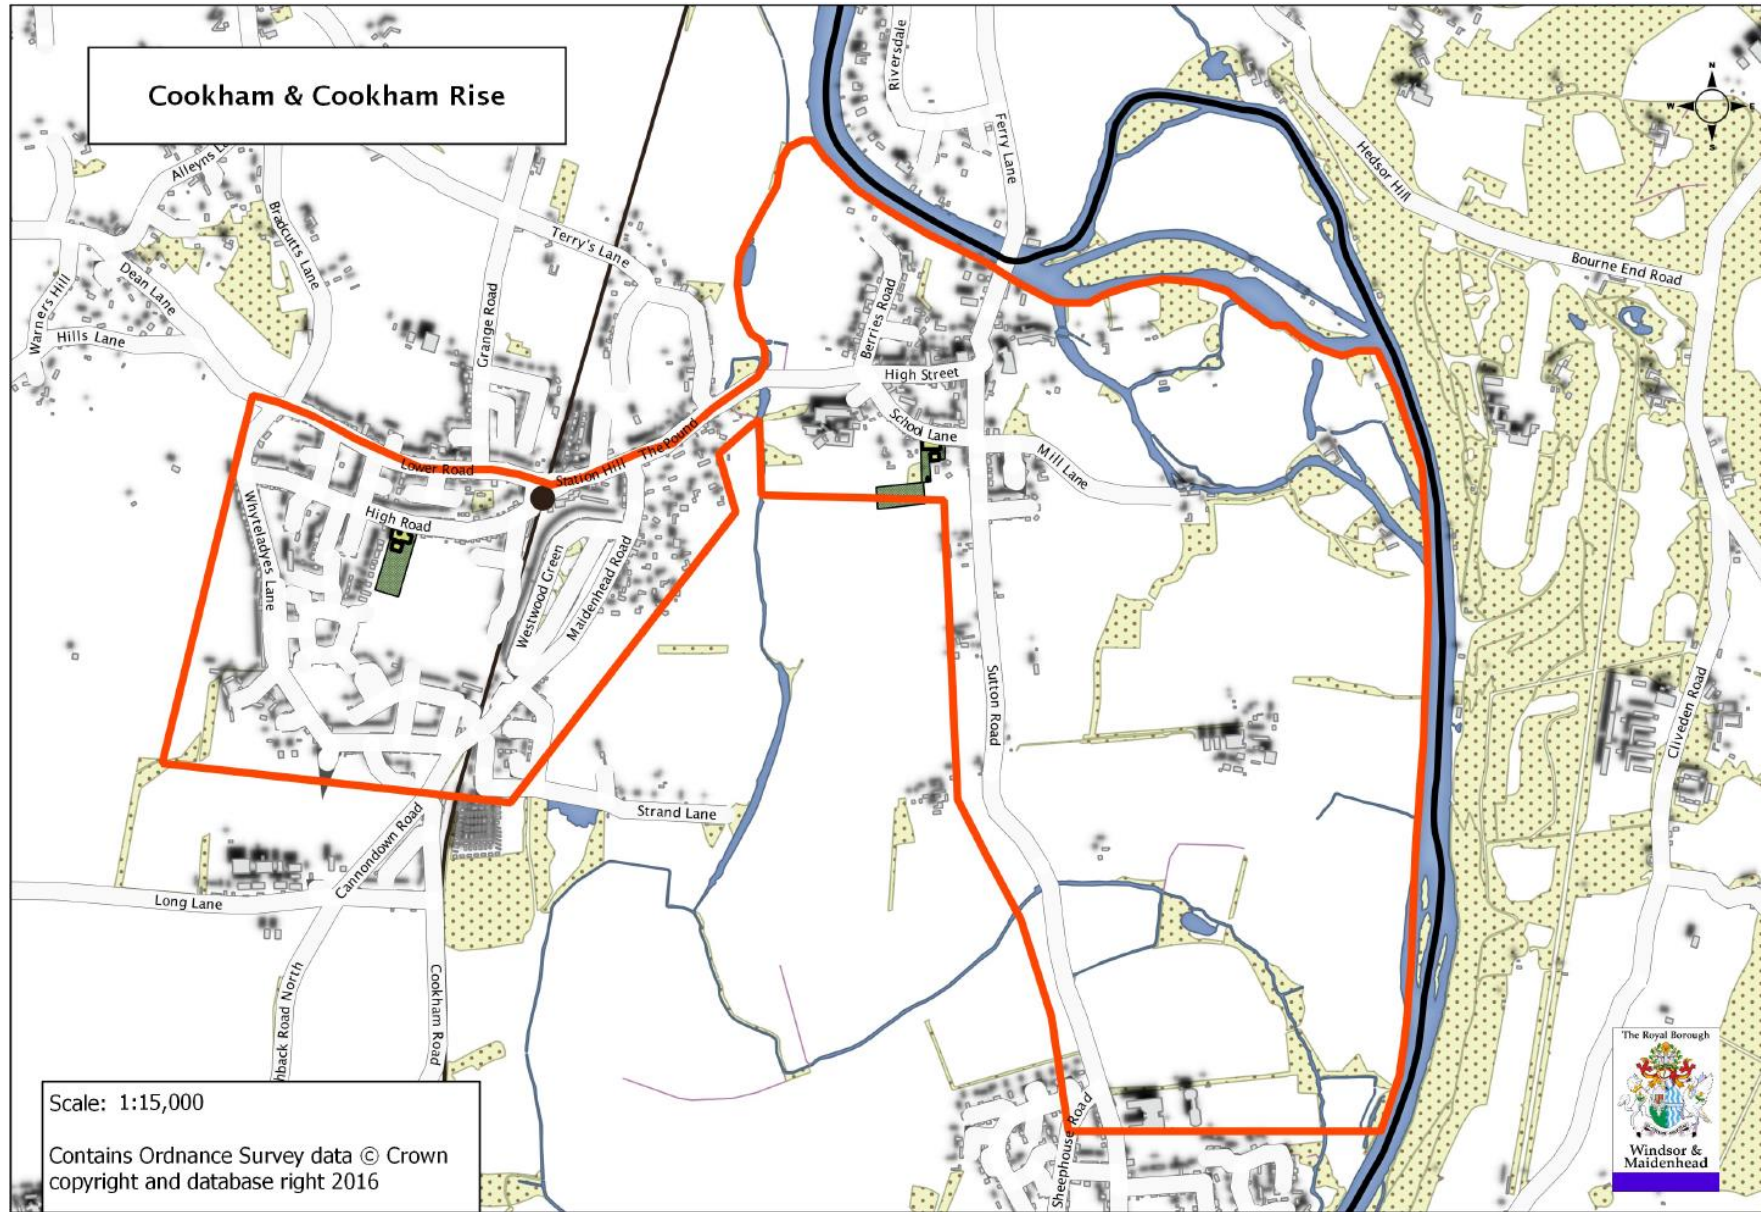 Cookham & Cookham Rise
Riversdale
Ferry Lane
Hedsor Hill
N
W
E
S
Bradcutts Lane
Terry's Lane
Dean Lane
Warners Hill
Hills Lane
Grange Road
Berries Road
Bourne End Road
High Street
School Lane
Mill Lane
Lower Road
Station Hill
The Pound
High Road
Whyteladyes Lane
Westwood Green
Maidenhead Road
Sutton Road
Cliveden Road
Strand Lane
Cannondown Road
Long Lane
Cookham Road
hback Road North
Sheephouse Road
Scale: 1:15,000
Contains Ordnance Survey data © Crown
copyright and database right 2016
The Royal Borough
Windsor &
Maidenhead